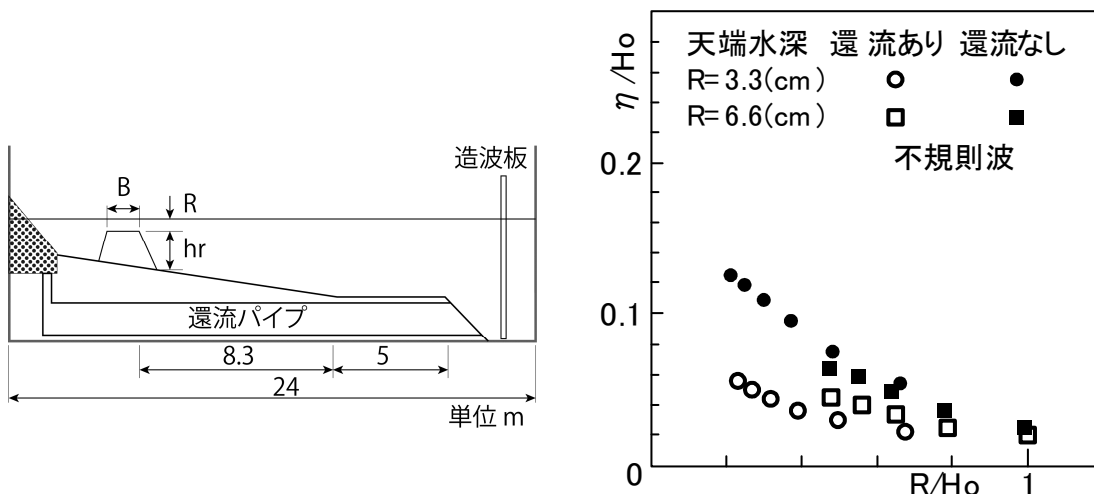 造波板
B
R
hr
還流パイプ
8.3
5
24
単位 m
η/Ho
天端水深 還流あり 還流なし
R=3.3(cm)
R=6.6(cm)
不規則波
0.2
0.1
0
R/Ho 1